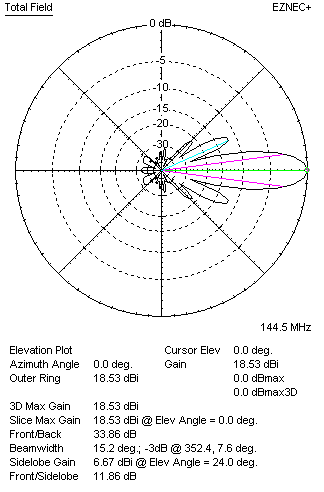 Total Field
EZNEC+
0 dB
-5
-10
-15
-20
-30
144.5 MHz
Elevation Plot
Cursor Elev 0.0 deg.
Azimuth Angle 0.0 deg.
Gain 18.53 dBi
Outer Ring 18.53 dBi
0.0 dBmax
0.0 dBmax3D
3D Max Gain 18.53 dBi
Slice Max Gain 18.53 dBi @ Elev Angle = 0.0 deg.
Front/Back 33.86 dB
Beamwidth 15.2 deg.; -3dB @ 352.4, 7.6 deg.
Sidelobe Gain 6.67 dBi @ Elev Angle = 24.0 deg.
Front/Sidelobe 11.86 dB